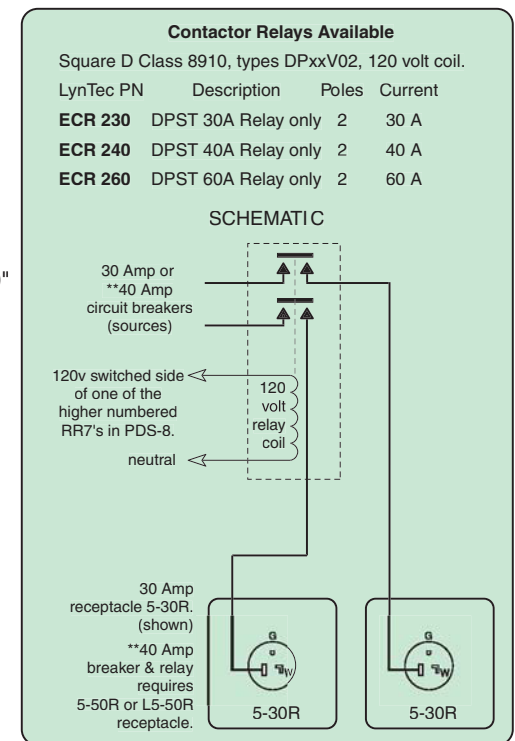 Contactor Relays Available
Square D Class 8910, types DPxxV02, 120 volt coil.
LynTec PN Description Poles Current
ECR 230 DPST 30A Relay only 2 30 A
ECR 240 DPST 40A Relay only 2 40 A
ECR 260 DPST 60A Relay only 2 60 A
SCHEMATIC
"
30 Amp or
**40 Amp
circuit breakers
(sources)
120v switched side
of one of the
higher numbered
RR7's in PDS-8.
neutral
120
volt
relay
coil
30 Amp
receptacle 5-30R.
(shown)
**40 Amp
breaker & relay
requires
5-50R or L5-50R
receptacle.
G
W
5-30R
G
W
5-30R